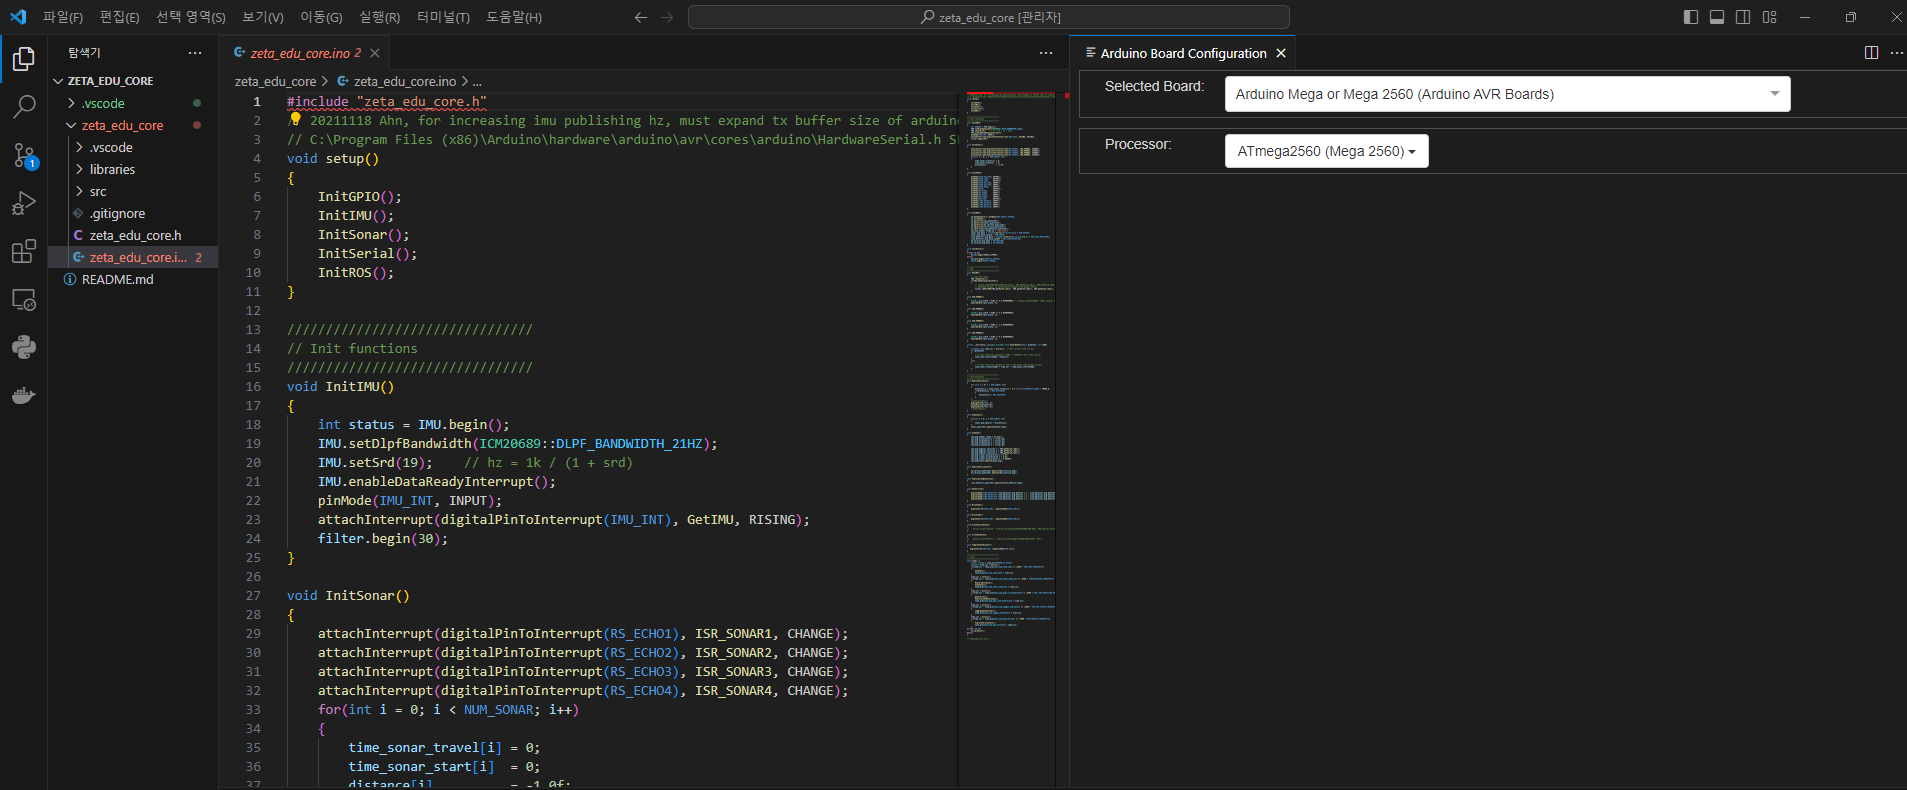 파일(F) 편집(E) 선택 영역(S) 보기(V) 이동(G) 실행(R) 터미널(T) 도움말(H)
zeta_edu_core [관리자]
탐색기
ZETA_EDU_CORE
.vscode
zeta_edu_core
.vscode
libraries
src
.gitignore
zeta_edu_core.h
zeta_edu_core.i... 2
README.md
1
zeta_edu_core.ino 2
zeta_edu_core > zeta_edu_core.ino > ...
1 #include "zeta_edu_core.h"
2 / 20211118 Ahn, for increasing imu publishing hz, must expand tx buffer size of arduin
3 // C:\Program Files (x86)\Arduino\hardware\arduino\avr\cores\arduino\HardwareSerial.h S
4 void setup()
5 {
6 InitGPIO();
7 InitIMU();
8 InitSonar();
9 InitSerial();
10 InitROS();
11 }
12
13 ////////////////////////////////
14 // Init functions
15 ////////////////////////////////
16 void InitIMU()
17 {
18 int status = IMU.begin();
19 IMU.setDlpfBandwidth(ICM20689::DLPF_BANDWIDTH_21HZ);
20 IMU.setSrd(19); // hz = 1k / (1 + srd)
21 IMU.enableDataReadyInterrupt();
22 pinMode(IMU_INT, INPUT);
23 attachInterrupt(digitalPinToInterrupt(IMU_INT), GetIMU, RISING);
24 filter.begin(30);
25 }
26
27 void InitSonar()
28 {
29 attachInterrupt(digitalPinToInterrupt(RS_ECHO1), ISR_SONAR1, CHANGE);
30 attachInterrupt(digitalPinToInterrupt(RS_ECHO2), ISR_SONAR2, CHANGE);
31 attachInterrupt(digitalPinToInterrupt(RS_ECHO3), ISR_SONAR3, CHANGE);
32 attachInterrupt(digitalPinToInterrupt(RS_ECHO4), ISR_SONAR4, CHANGE);
33 for(int i = 0; i < NUM_SONAR; i++)
34 {
35 time_sonar_travel[i] = 0;
36 time_sonar_start[i] = 0;
37 distance[i] = -1.0f;
Arduino Board Configuration
Selected Board: Arduino Mega or Mega 2560 (Arduino AVR Boards)
Processor: ATmega2560 (Mega 2560)